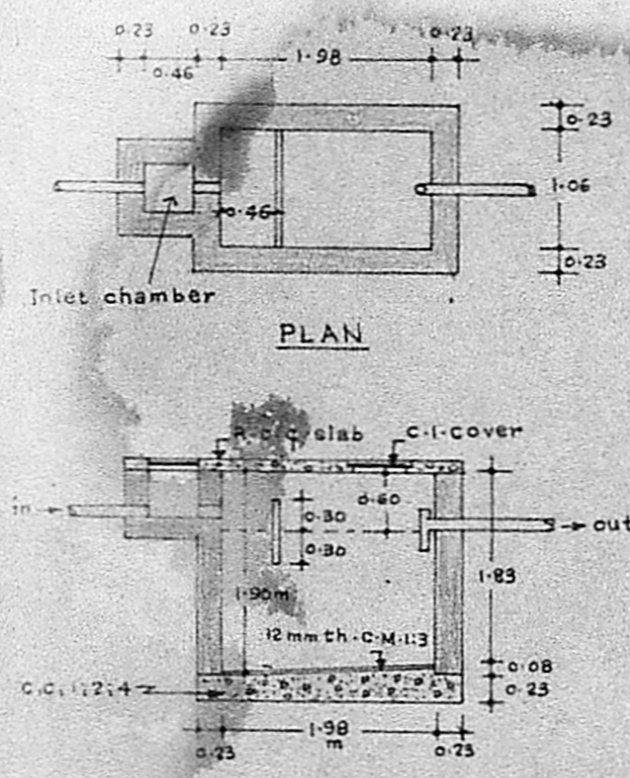 0.23 0.23 0.23
0.46 1.98
0.23
1.06
0.46
0.23
Inlet chamber
PLAN
R.C.C. slab C.I.COVER
0.60
in
0.30
out
0.30
1.83
1.90m
12mm th.C.M.1:3
0.08
C.C.1:2:4
0.23
1.98
m
0.23 0.23